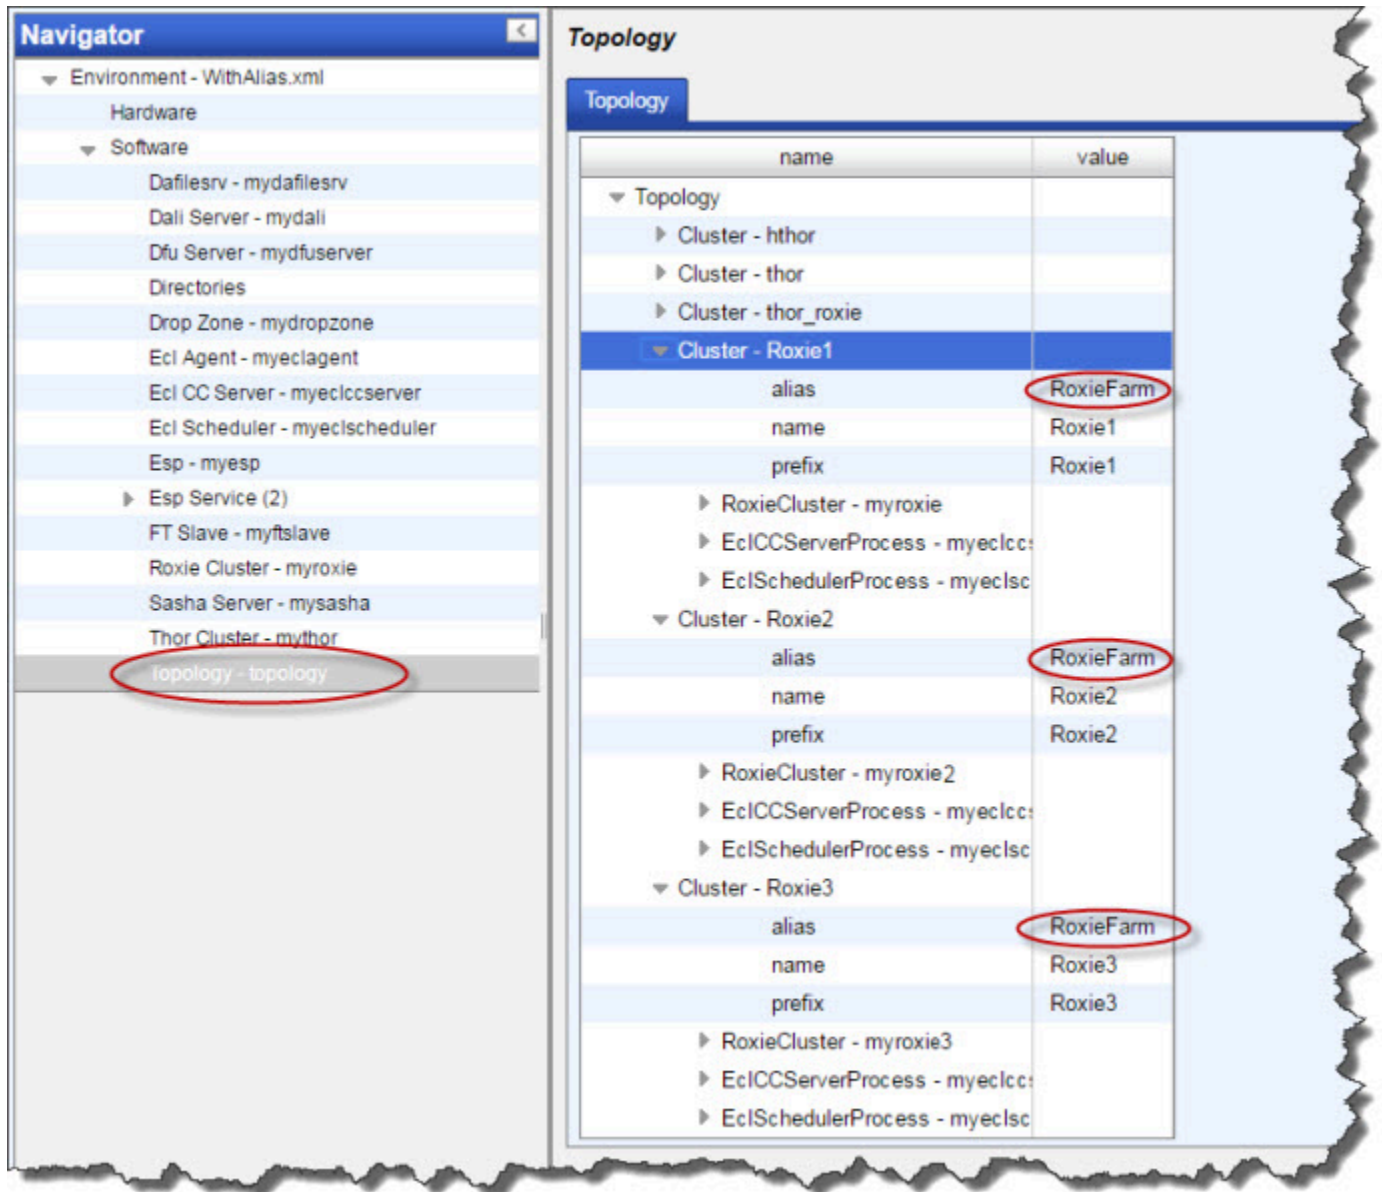 Navigator
Environment - WithAlias.xml
Hardware
Software
Dafilesrv - mydafilesrv
Dali Server - mydali
Dfu Server - mydfuserver
Directories
Drop Zone - mydropzone
Ecl Agent - myeclagent
Ecl CC Server - myeclccserver
Ecl Scheduler - myeclscheduler
Esp - myesp
Esp Service (2)
FT Slave - myftslave
Roxie Cluster - myroxie
Sasha Server - mysasha
Thor Cluster - mythor
Topology - topology
Topology
Topology
name value
Topology
Cluster - hthor
Cluster - thor
Cluster - thor_roxie
Cluster - Roxie1
alias RoxieFarm
name Roxie1
prefix Roxie1
RoxieCluster - myroxie
EclCCServerProcess - myeclccs
EclSchedulerProcess - myeclsc
Cluster - Roxie2
alias RoxieFarm
name Roxie2
prefix Roxie2
RoxieCluster - myroxie2
EclCCServerProcess - myeclccs
EclSchedulerProcess - myeclsc
Cluster - Roxie3
alias RoxieFarm
name Roxie3
prefix Roxie3
RoxieCluster - myroxie3
EclCCServerProcess - myeclccs
EclSchedulerProcess - myeclsc